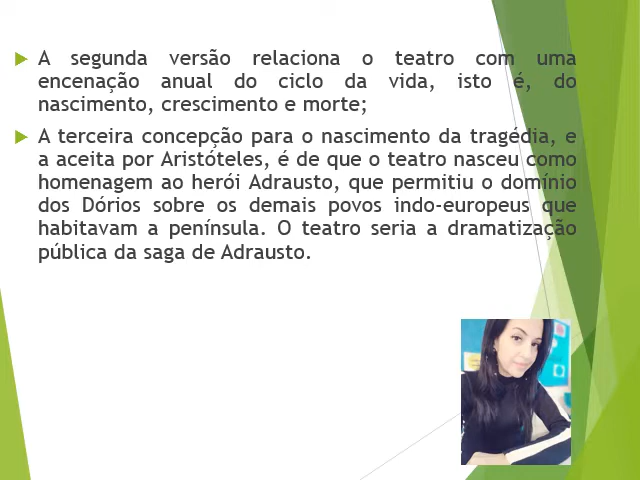 A segunda versão relaciona o teatro com uma
encenação anual do ciclo da vida, isto é, do
nascimento, crescimento e morte;
A terceira concepção para o nascimento da tragédia, e
a aceita por Aristóteles, é de que o teatro nasceu como
homenagem ao herói Adrausto, que permitiu o domínio
dos Dórios sobre os demais povos indo-europeus que
habitavam a península. O teatro seria a dramatização
pública da saga de Adrausto.